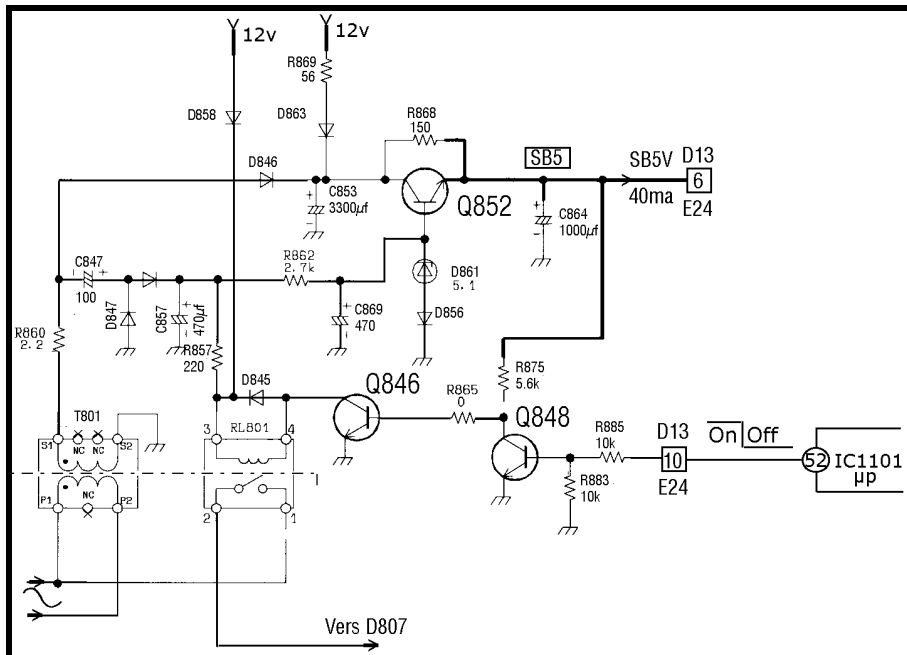 12v
12v
R869
56
D858
D863
R868
150
D846
SB5
SB5V
D13
6
40ma
E24
+
C853
3300µf
-
Q852
+
C864
1000µf
-
C847
- +
100
R862
2.7k
D861
5.1
D847
C857
+
470µf
-
+
C869
470
-
D856
R860
2.2
R857
220
R875
5.6k
D845
Q846
R865
0
Q848
R885
10k
D13
10
E24
On Off
52
IC1101
µp
T801
S1
NC
NC
S2
3
RL801
4
R883
10k
P1
NC
P2
2
1
Vers D807